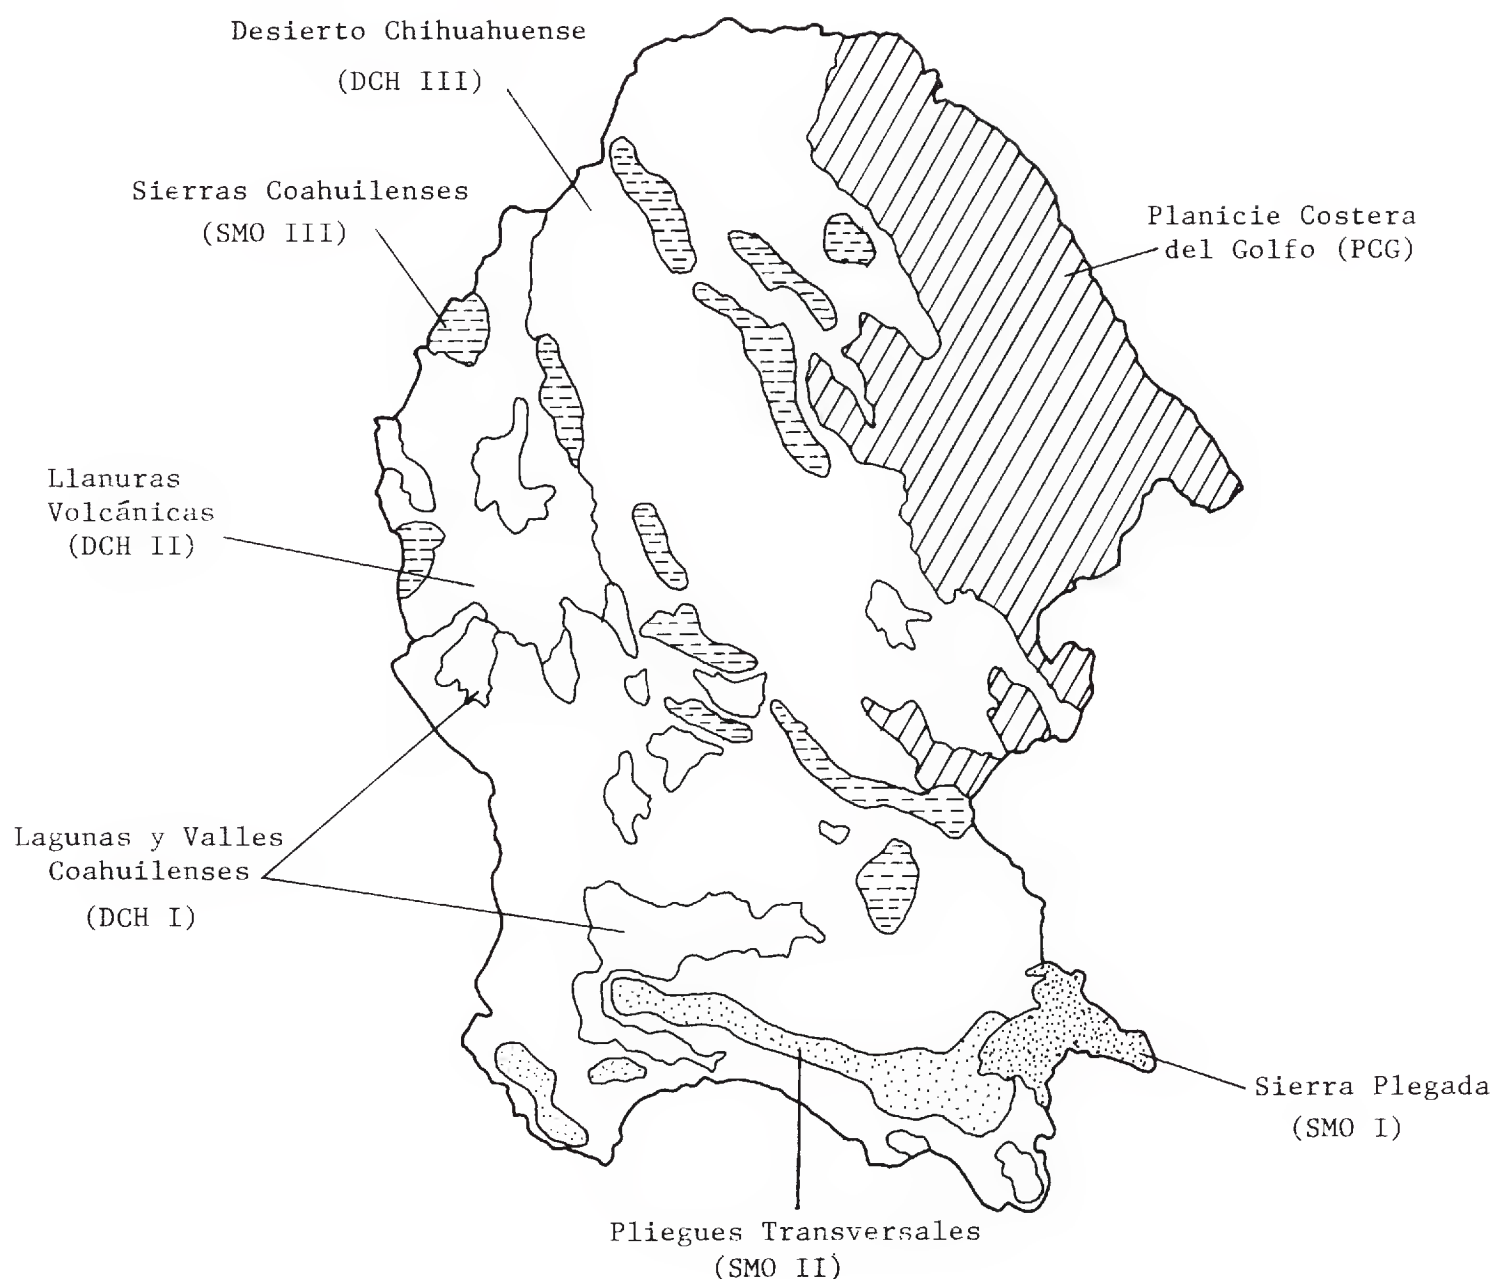 Desierto Chihuahuense
(DCH III)
Sierras Coahuilenses
(SMO III)
Planicie Costera
del Golfo (PCG)
Llanuras
Volcánicas
(DCH II)
Lagunas y Valles
Coahuilenses
(DCH I)
Sierra Plegada
(SMO I)
Pliegues Transversales
(SMO II)